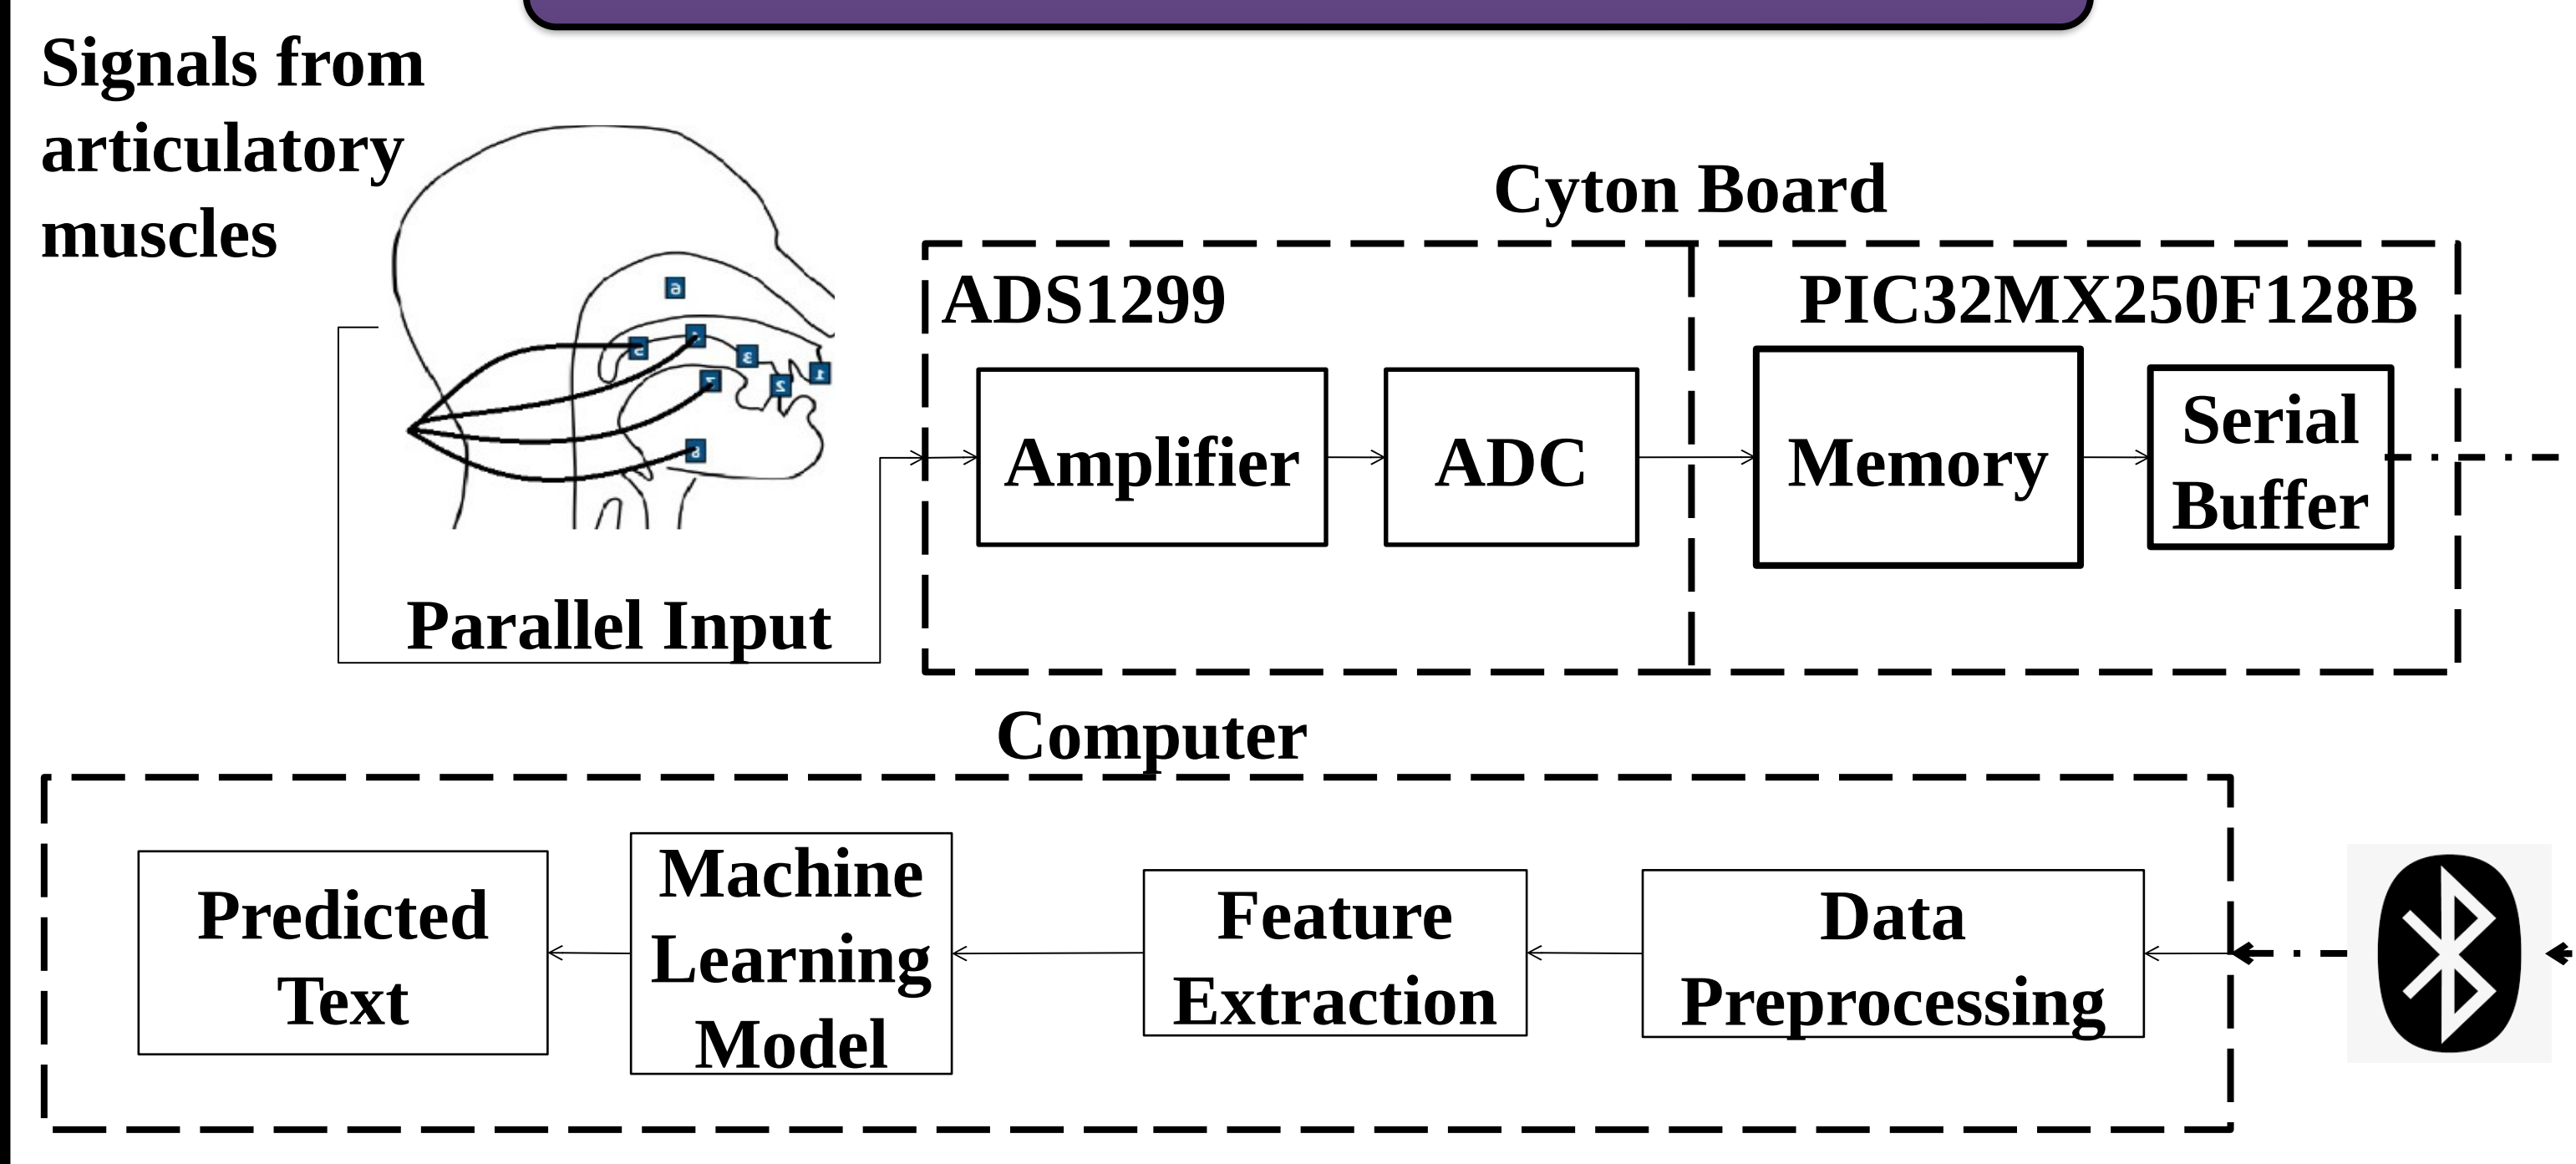 Signals from
articulatory
muscles
Cyton Board
ADS1299
PIC32MX250F128B
Amplifier
ADC
Memory
Serial
Buffer
Parallel Input
Computer
Predicted
Text
Machine
Learning
Model
Feature
Extraction
Data
Preprocessing